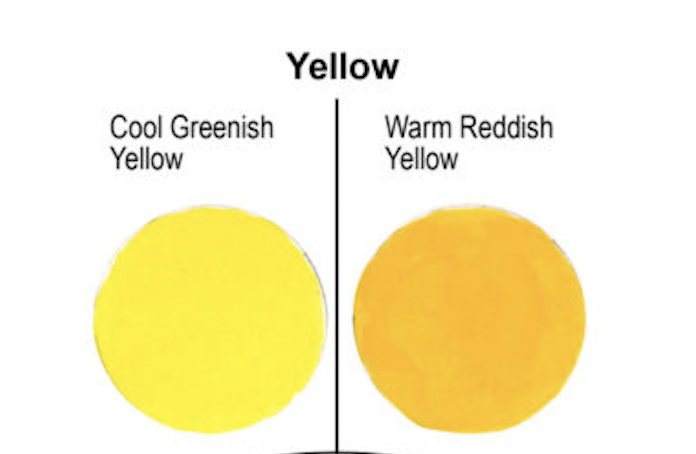 Yellow
Cool Greenish
Yellow
Warm Reddish
Yellow